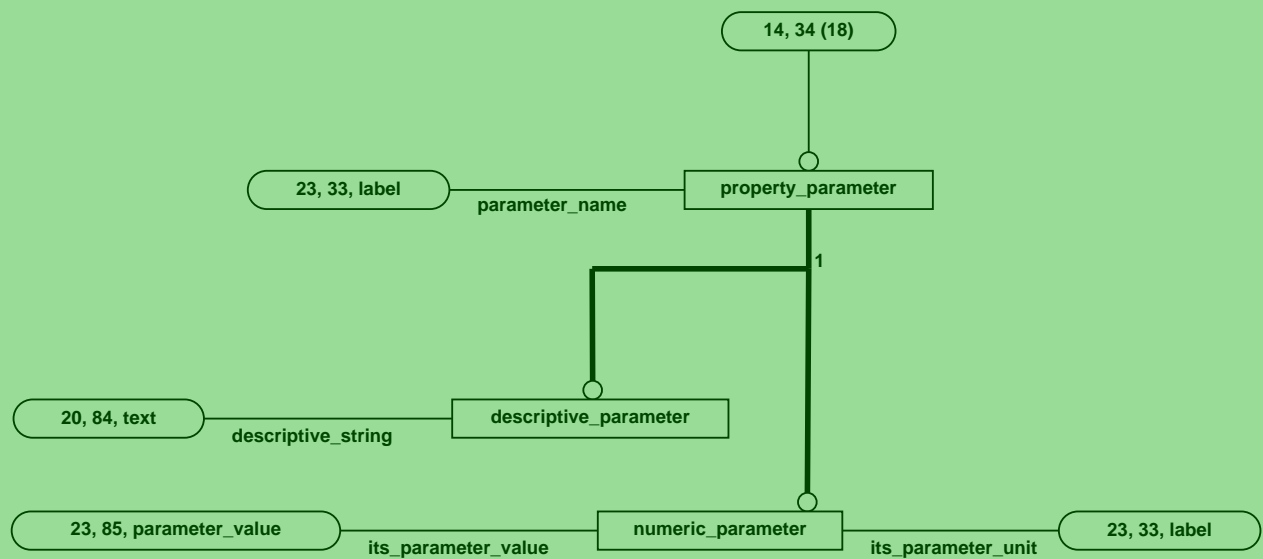 14, 34 (18)
23, 33, label
property_parameter
parameter_name
1
20, 84, text
descriptive_parameter
descriptive_string
23, 85, parameter_value
numeric_parameter
23, 33, label
its_parameter_value
its_parameter_unit